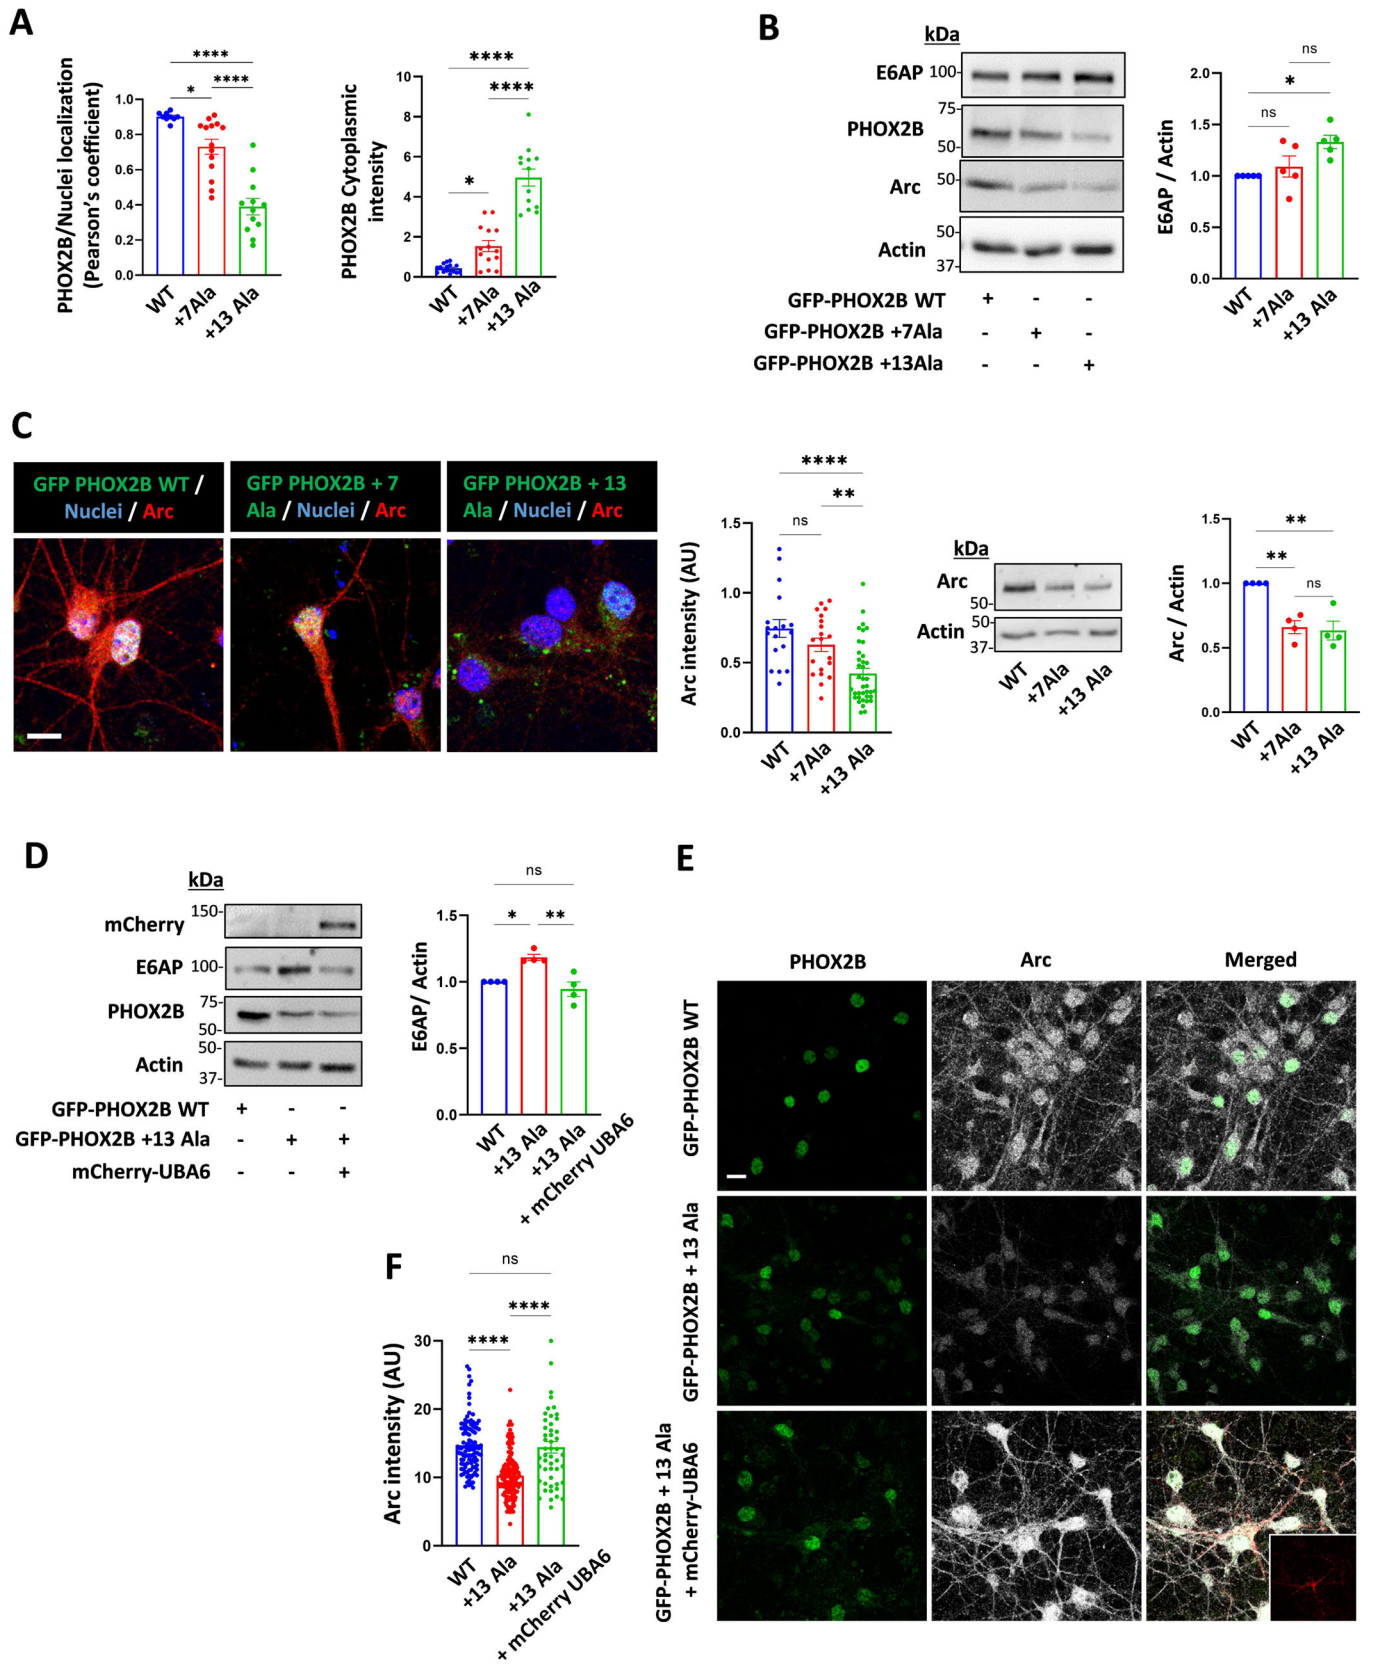 A
PHOX2B/Nuclei localization
(Pearson's coefficient)
1.0
0.8
0.6
0.4
0.2
0.0
****
*
****
WT
+7Ala
+13 Ala
PHOX2B Cytoplasmic
intensity
10
8
6
4
2
0
****
****
*
WT
+7Ala
+13 Ala
B
kDa
E6AP
100-
PHOX2B
75-
50-
Arc
50-
Actin
50-
37-
GFP-PHOX2B WT + - -
GFP-PHOX2B +7Ala - + -
GFP-PHOX2B +13Ala - - +
E6AP / Actin
2.0
1.5
1.0
0.5
0.0
ns
*
ns
WT
+7Ala
+13 Ala
C
GFP PHOX2B WT /
Nuclei / Arc
GFP PHOX2B + 7
Ala / Nuclei / Arc
GFP PHOX2B + 13
Ala / Nuclei / Arc
Arc intensity (AU)
1.5
1.0
0.5
0.0
****
**
ns
WT
+7Ala
+13 Ala
kDa
Arc
50-
Actin
50-
37-
WT
+7Ala
+13 Ala
Arc / Actin
1.5
1.0
0.5
0.0
**
**
ns
WT
+7Ala
+13 Ala
D
kDa
mCherry
150-
E6AP
100-
PHOX2B
75-
50-
Actin
50-
37-
GFP-PHOX2B WT + - -
GFP-PHOX2B +13 Ala - + +
mCherry-UBA6 - - +
E6AP/ Actin
1.5
1.0
0.5
0.0
ns
*
**
WT
+13 Ala
+13 Ala
+ mCherry UBA6
E
PHOX2B
Arc
Merged
GFP-PHOX2B WT
GFP-PHOX2B + 13 Ala
GFP-PHOX2B + 13 Ala
+ mCherry-UBA6
F
Arc intensity (AU)
30
20
10
0
ns
****
****
WT
+13 Ala
+13 Ala
+ mCherry UBA6